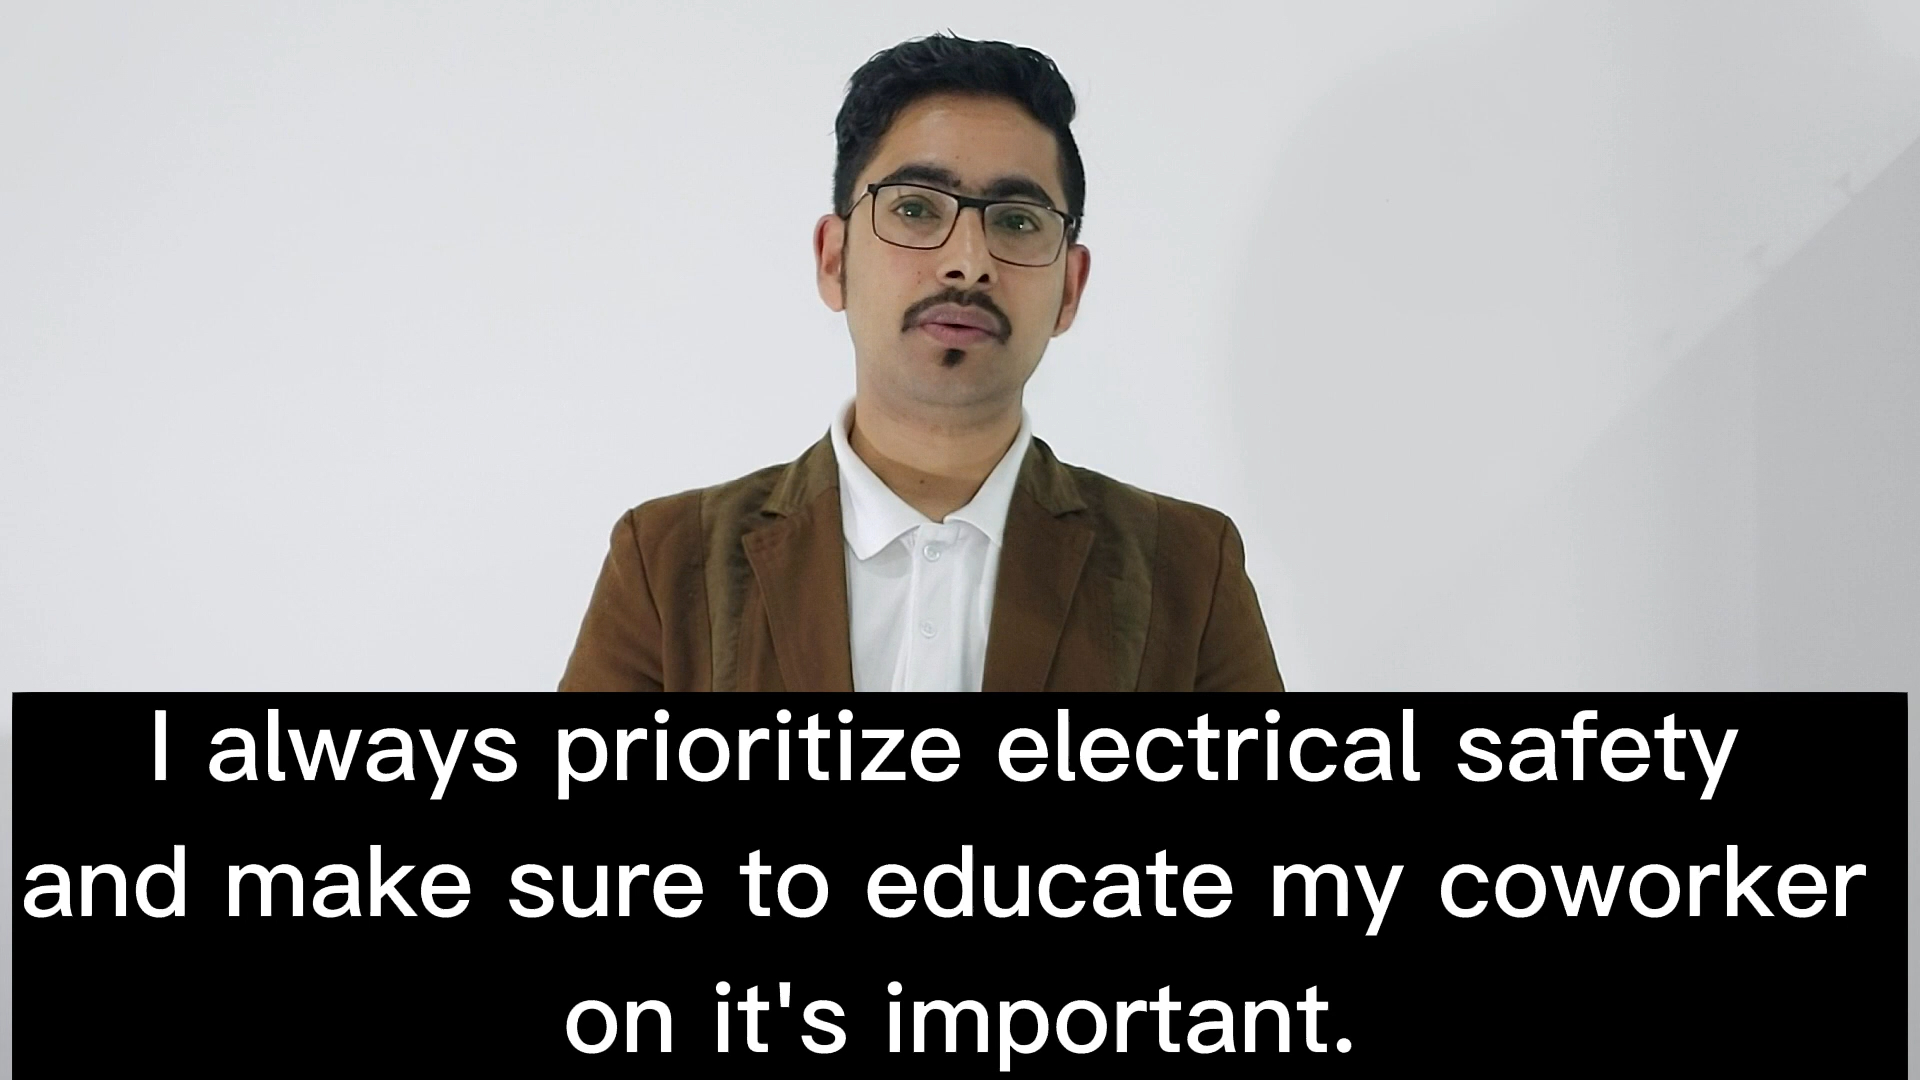 I always prioritize electrical safety
and make sure to educate my coworker
on it's important.